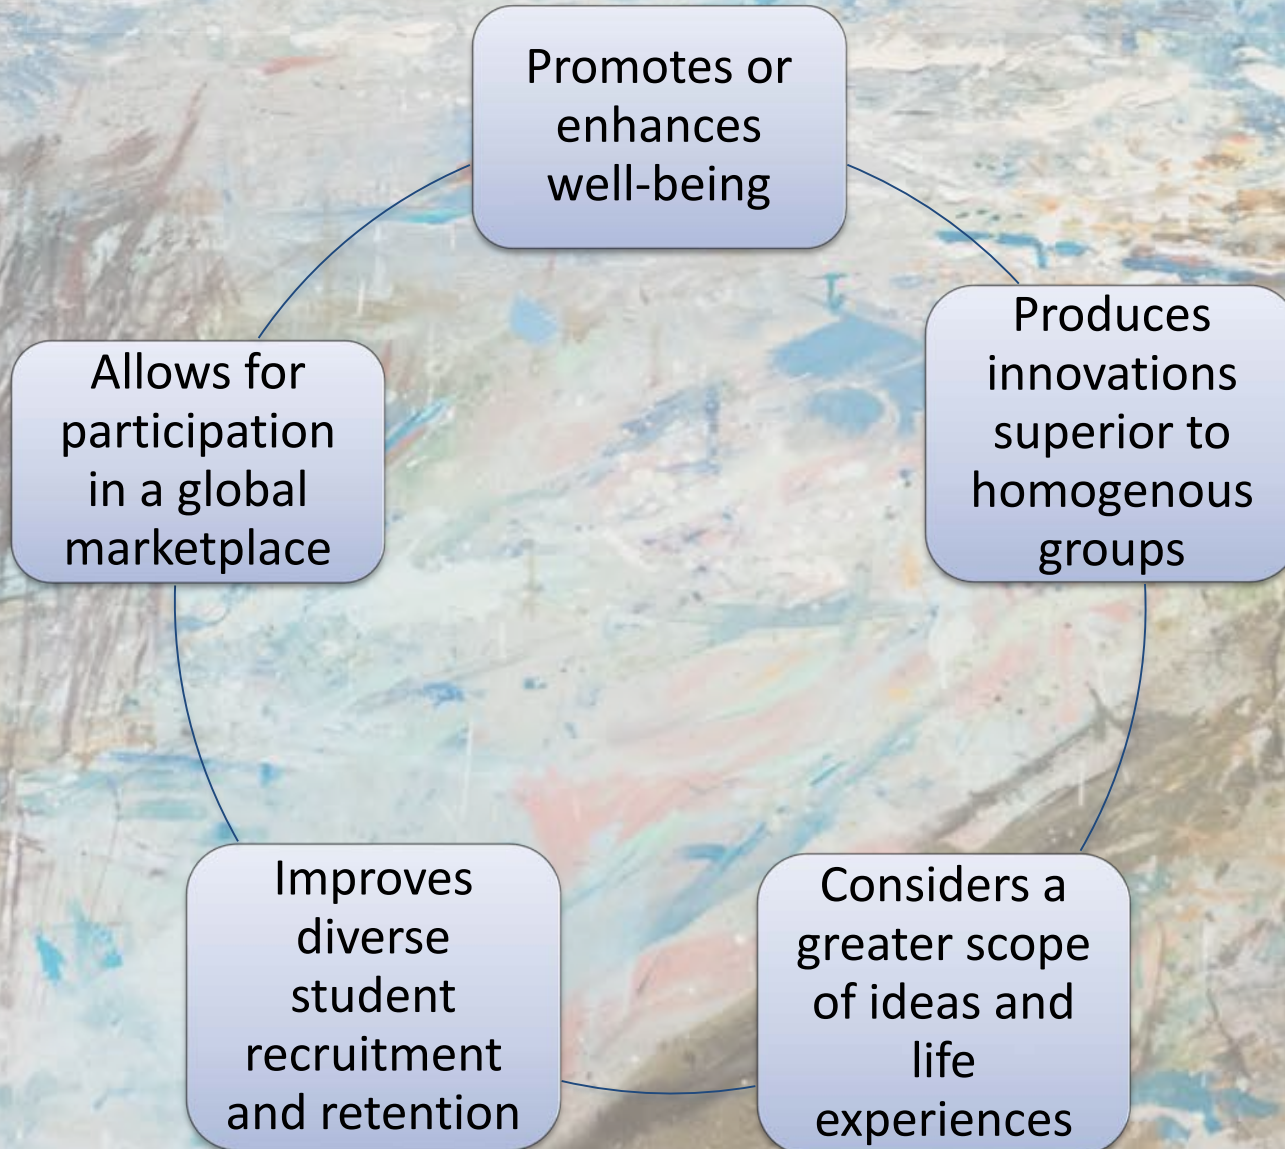 Promotes or
enhances
well-being
Produces
innovations
superior to
homogenous
groups
Considers a
greater scope
of ideas and
life
experiences
Improves
diverse
student
recruitment
and retention
Allows for
participation
in a global
marketplace